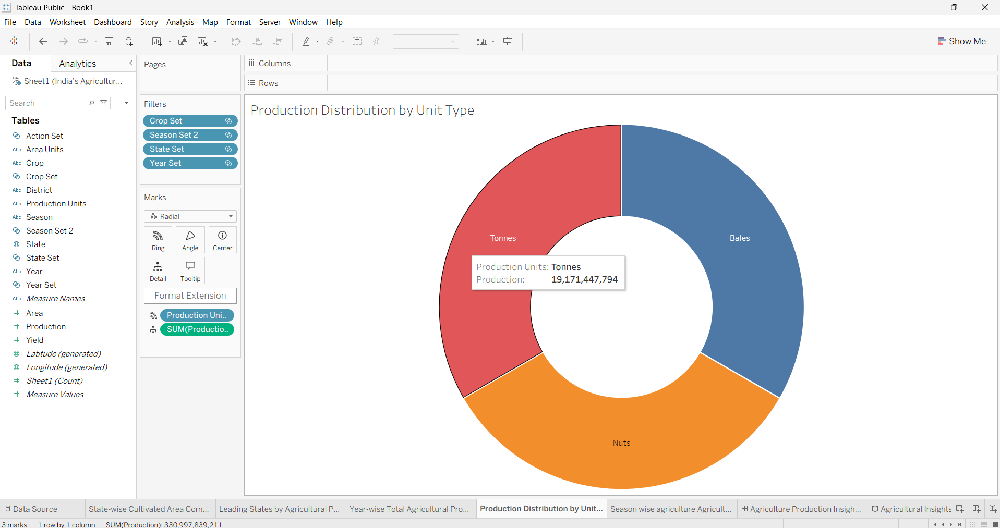 Tableau Public - Book1
File Data Worksheet Dashboard Story Analysis Map Format Server Window Help
Show Me
Data Analytics
Sheet1 (India's Agricultur...
Search
Tables
Action Set
Abc Area Units
Abc Crop
Crop Set
Abc District
Abc Production Units
Abc Season
Season Set 2
State
State Set
Abc Year
Year Set
Abc Measure Names
# Area
# Production
# Yield
Latitude (generated)
Longitude (generated)
# Sheet1 (Count)
# Measure Values
Pages
Filters
Crop Set
Season Set 2
State Set
Year Set
Marks
Radial
Ring Angle Center
Detail Tooltip
Format Extension
Production Uni..
SUM(Productio..
Columns
Rows
Production Distribution by Unit Type
Tonnes
Bales
Production Units: Tonnes
Production: 19,171,447,794
Nuts
Data Source State-wise Cultivated Area Com... Leading States by Agricultural P... Year-wise Total Agricultural Pro... Production Distribution by Unit... Season wise agriculture Agricult... Agriculture Production Insigh... Agricultural Insights
3 marks 1 row by 1 column SUM(Production): 330,997,839,211